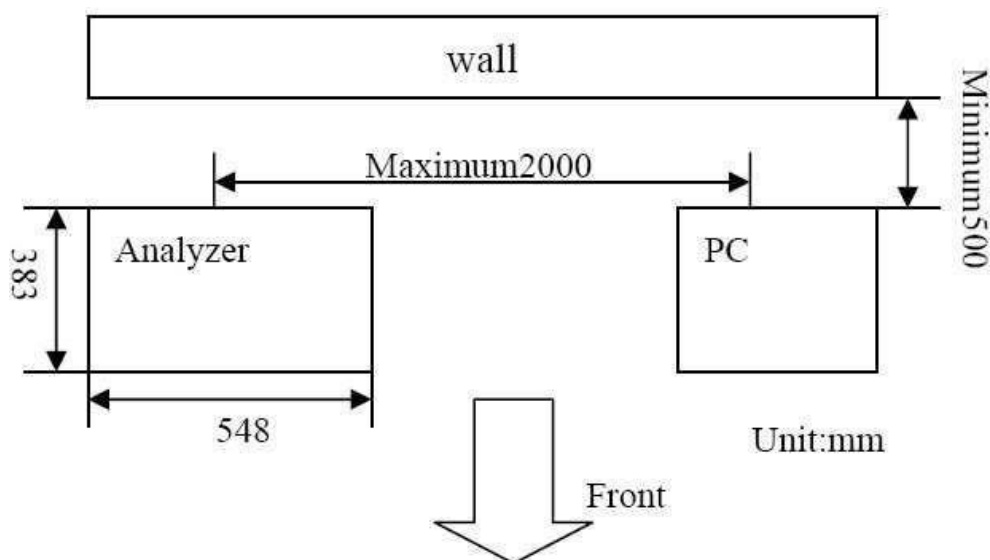 wall
Maximum2000
Minimum500
Analyzer
PC
383
548
Unit:mm
Front